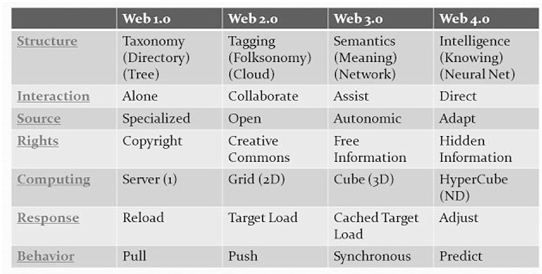 Web 1.0 Web 2.0 Web 3.0 Web 4.0
Structure Taxonomy Tagging Semantics Intelligence
(Directory) (Folksonomy) (Meaning) (Knowing)
(Tree) (Cloud) (Network) (Neural Net)
Interaction Alone Collaborate Assist Direct
Source Specialized Open Autonomic Adapt
Rights Copyright Creative Free Hidden
Commons Information Information
Computing Server (1) Grid (2D) Cube (3D) HyperCube
(ND)
Response Reload Target Load Cached Target Adjust
Load
Behavior Pull Push Synchronous Predict